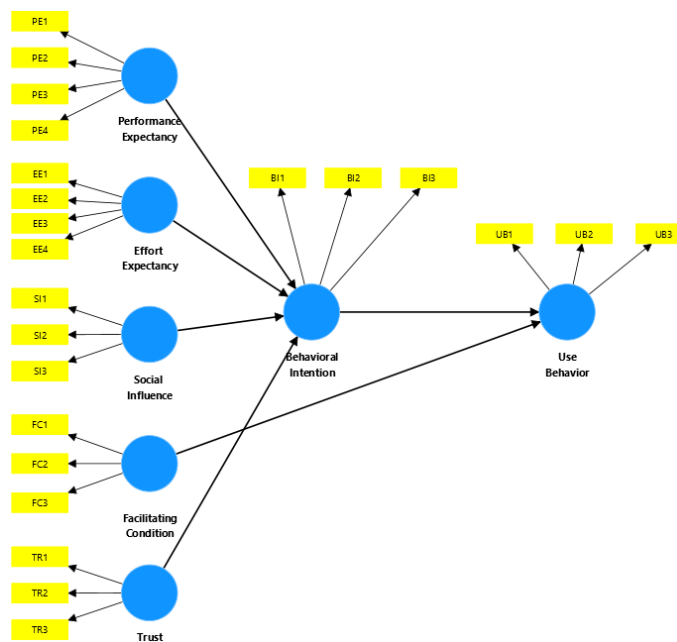 PE1
PE2
PE3
PE4
Performance
Expectancy
EE1
EE2
EE3
EE4
Effort
Expectancy
BI1
BI2
BI3
UB1
UB2
UB3
SI1
SI2
SI3
Social
Influence
Behavioral
Intention
Use
Behavior
FC1
FC2
FC3
Facilitating
Condition
TR1
TR2
TR3
Trust